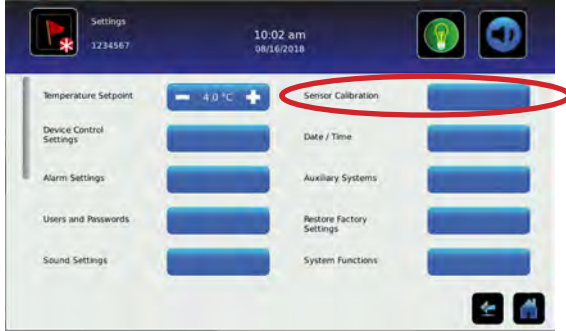 Settings
1234567
10:02 am
08/16/2018
Temperature Setpoint
4.0 °C
Sensor Calibration
Device Control
Settings
Date / Time
Alarm Settings
Auxiliary Systems
Users and Passwords
Restore Factory
Settings
Sound Settings
System Functions